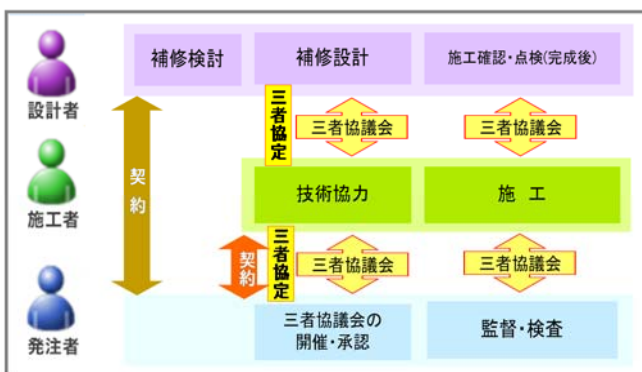 補修検討
補修設計
施工確認・点検(完成後)
設計者
三者協定
三者協議会
三者協議会
契約
技術協力
施 工
施工者
契約
三者協定
三者協議会
三者協議会
三者協議会の
開催・承認
監督・検査
発注者